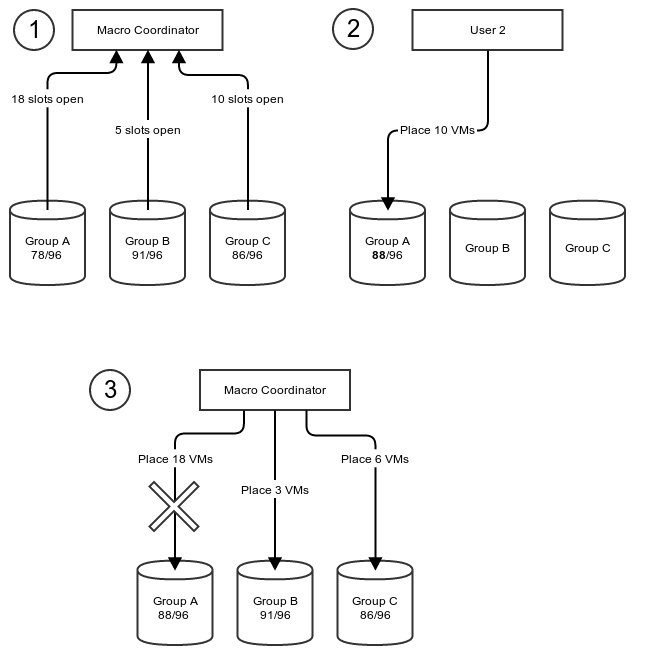 1
Macro Coordinator
18 slots open
5 slots open
10 slots open
Group A
78/96
Group B
91/96
Group C
86/96
2
User 2
Place 10 VMs
Group A
88/96
Group B
Group C
3
Macro Coordinator
Place 18 VMs
Place 3 VMs
Place 6 VMs
Group A
88/96
Group B
91/96
Group C
86/96